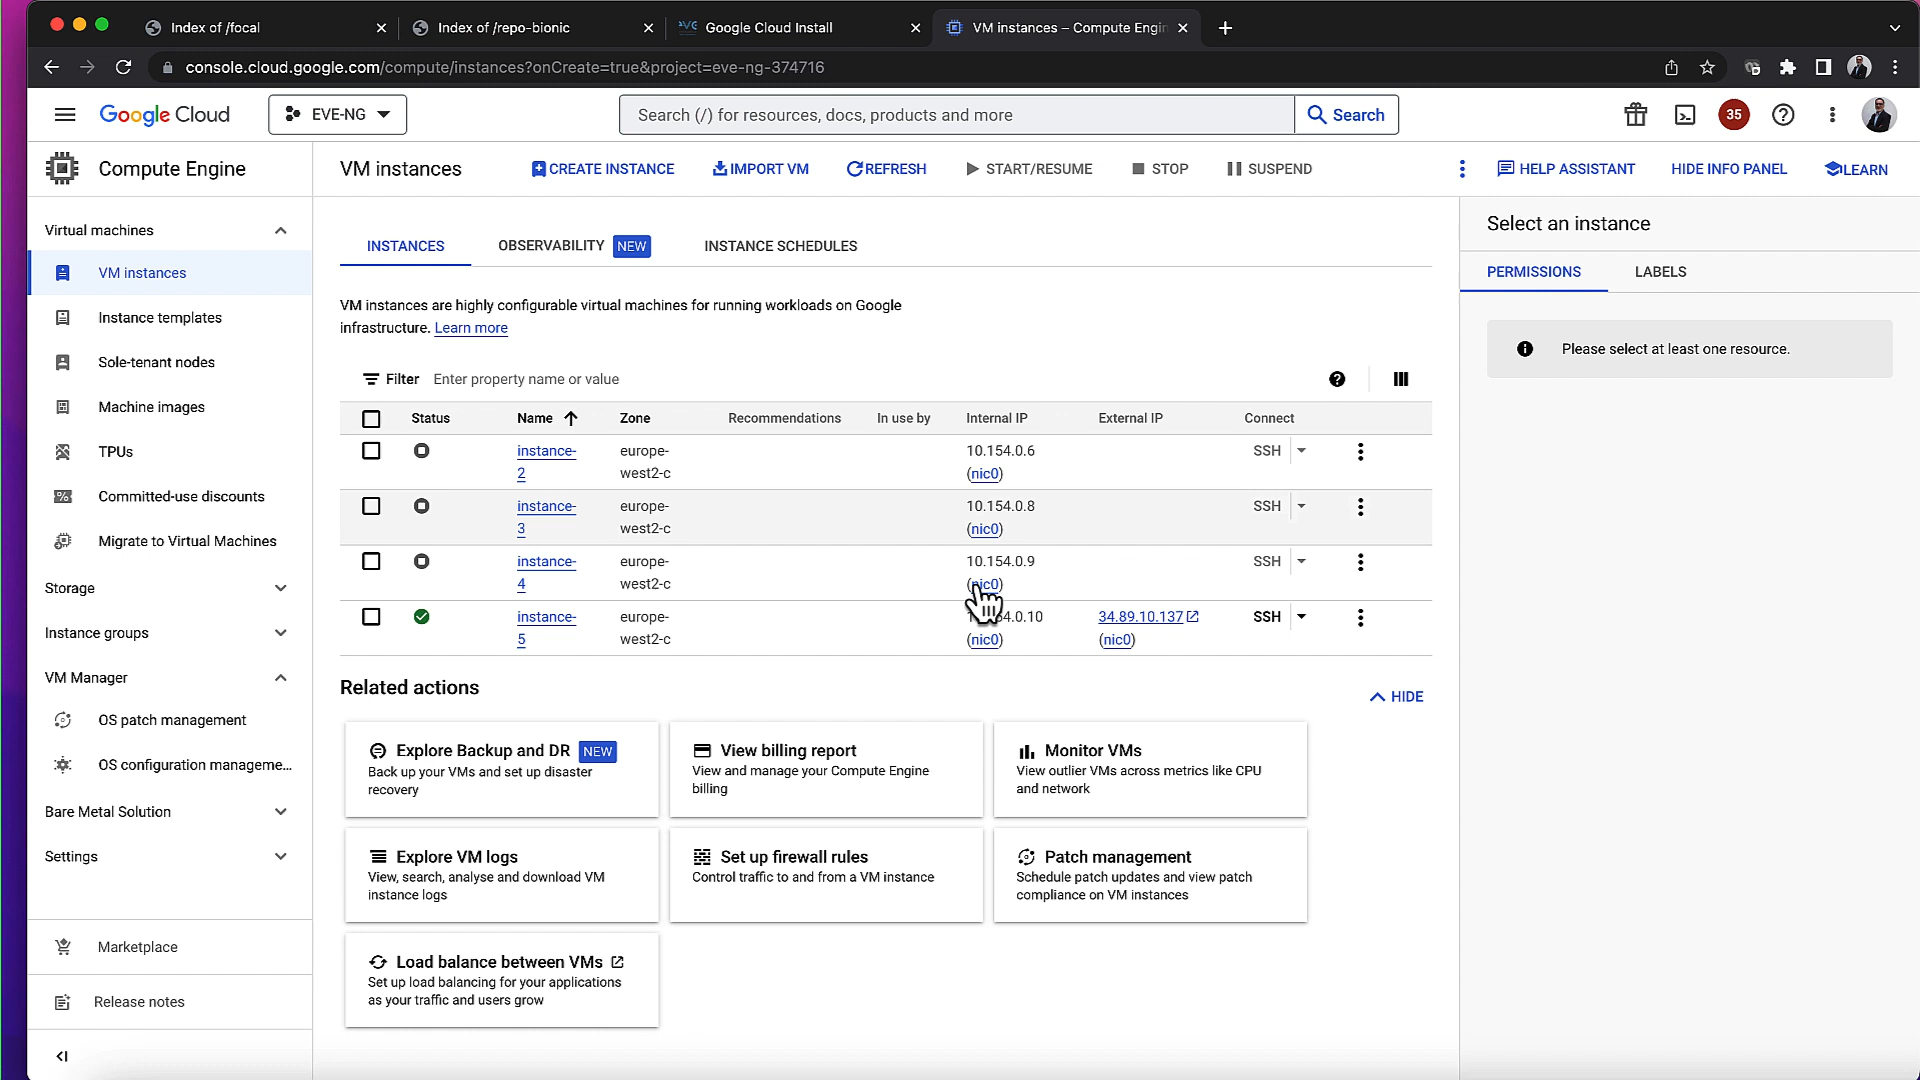 Index of /focal
Index of /repo-bionic
Google Cloud Install
VM instances – Compute Engin
console.cloud.google.com/compute/instances?onCreate=true&project=eve-ng-374716
Google Cloud
EVE-NG
Search (/) for resources, docs, products and more
Search
35
Compute Engine
VM instances
CREATE INSTANCE
IMPORT VM
REFRESH
START/RESUME
STOP
SUSPEND
HELP ASSISTANT
HIDE INFO PANEL
LEARN
Virtual machines
VM instances
Instance templates
Sole-tenant nodes
Machine images
TPUs
Committed-use discounts
Migrate to Virtual Machines
Storage
Instance groups
VM Manager
OS patch management
OS configuration manageme...
Bare Metal Solution
Settings
Marketplace
Release notes
INSTANCES
OBSERVABILITY NEW
INSTANCE SCHEDULES
VM instances are highly configurable virtual machines for running workloads on Google
infrastructure. Learn more
Filter Enter property name or value
Status Name Zone Recommendations In use by Internal IP External IP Connect
instance- europe- 10.154.0.6 SSH
2 west2-c (nic0)
instance- europe- 10.154.0.8 SSH
3 west2-c (nic0)
instance- europe- 10.154.0.9 SSH
4 west2-c (nic0)
instance- europe- 4.0.10 34.89.10.137 SSH
5 west2-c (nic0) (nic0)
Related actions
HIDE
Explore Backup and DR NEW
Back up your VMs and set up disaster
recovery
View billing report
View and manage your Compute Engine
billing
Monitor VMs
View outlier VMs across metrics like CPU
and network
Explore VM logs
View, search, analyse and download VM
instance logs
Set up firewall rules
Control traffic to and from a VM instance
Patch management
Schedule patch updates and view patch
compliance on VM instances
Load balance between VMs
Set up load balancing for your applications
as your traffic and users grow
Select an instance
PERMISSIONS
LABELS
Please select at least one resource.